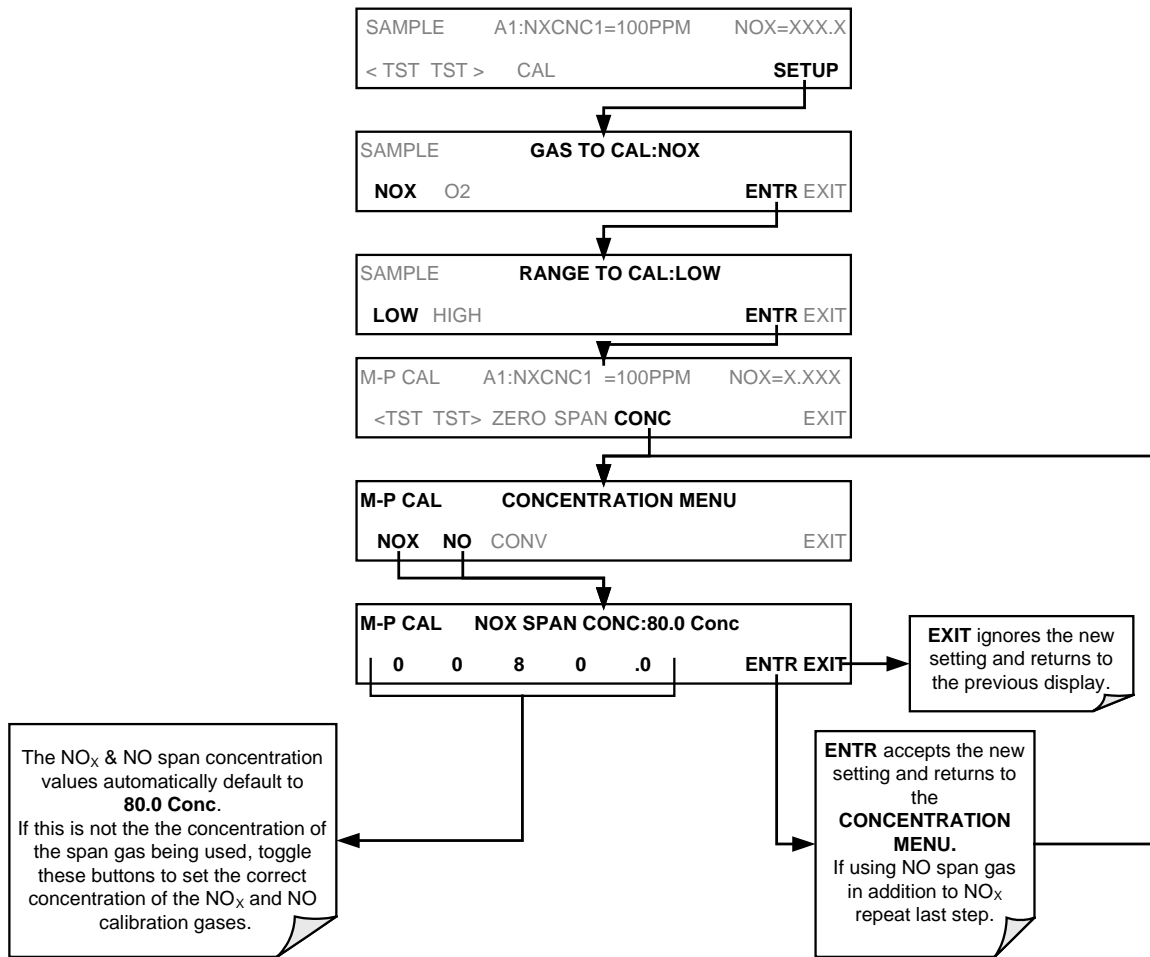 SAMPLE A1:NXCNC1=100PPM NOX=XXX.X
< TST TST > CAL SETUP
SAMPLE GAS TO CAL:NOX
NOX O2 ENTR EXIT
SAMPLE RANGE TO CAL:LOW
LOW HIGH ENTR EXIT
M-P CAL A1:NXCNC1 =100PPM NOX=X.XXX
<TST TST> ZERO SPAN CONC EXIT
M-P CAL CONCENTRATION MENU
NOX NO CONV EXIT
M-P CAL NOX SPAN CONC:80.0 Conc
0 0 8 0 .0 ENTR EXIT
EXIT ignores the new
setting and returns to
the previous display.
The NOX & NO span concentration
values automatically default to
80.0 Conc.
If this is not the the concentration of
the span gas being used, toggle
these buttons to set the correct
concentration of the NOX and NO
calibration gases.
ENTR accepts the new
setting and returns to
the
CONCENTRATION
MENU.
If using NO span gas
in addition to NOX
repeat last step.